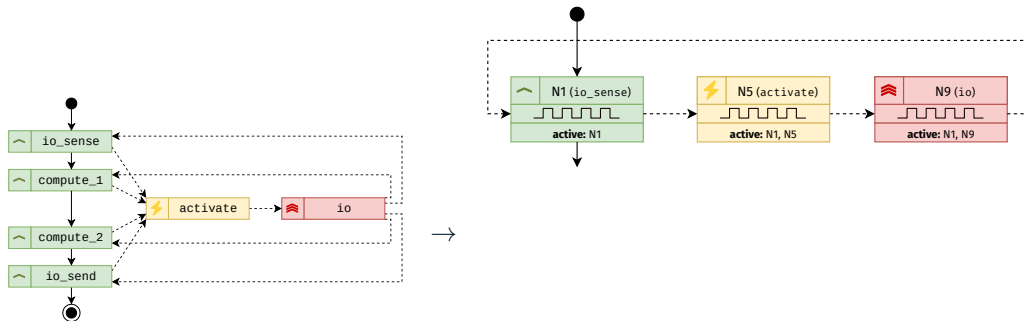 io_sense
compute_1
activate
io
compute_2
io_send
→
N1 (io_sense)
active: N1
N5 (activate)
active: N1, N5
N9 (io)
active: N1, N9